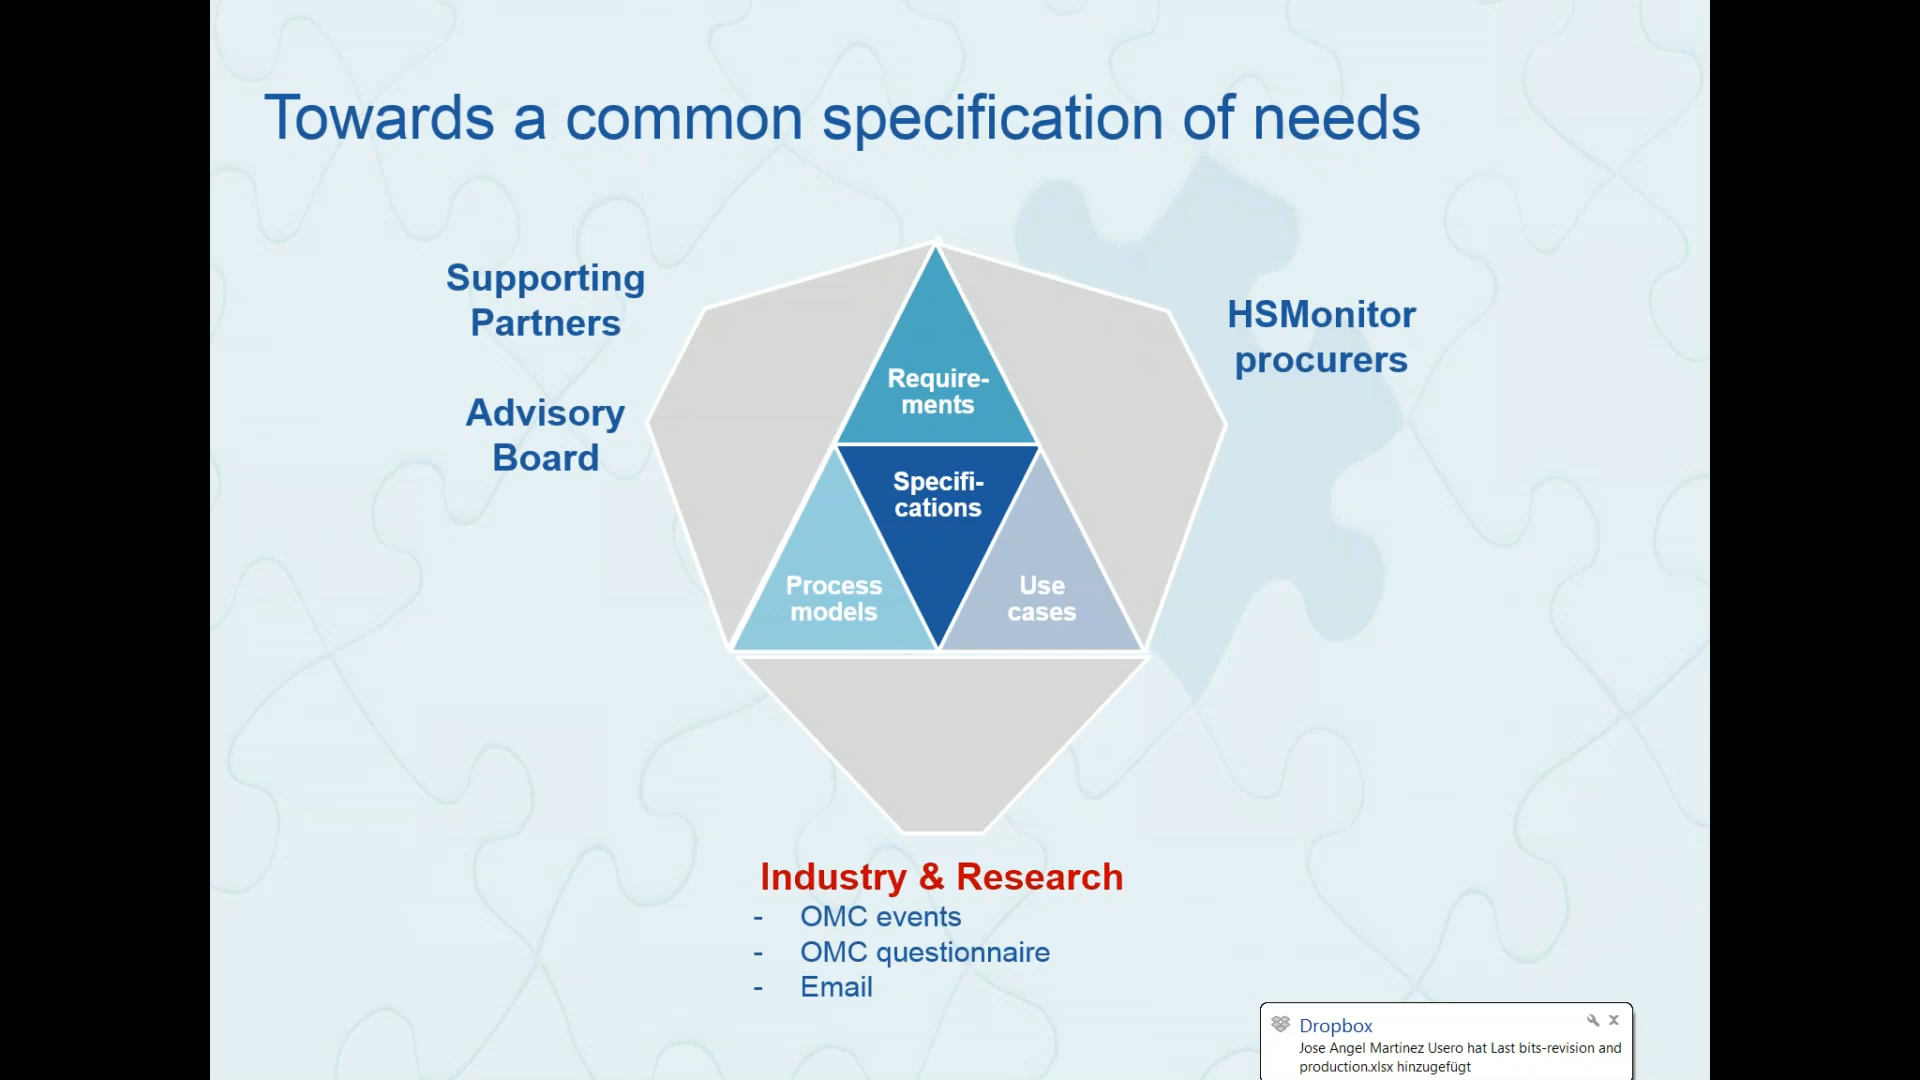 Towards a common specification of needs
Supporting
Partners
Advisory
Board
HSMonitor
procurers
Require-
ments
Specifi-
cations
Process
models
Use
cases
Industry & Research
- OMC events
- OMC questionnaire
- Email
Dropbox
Jose Angel Martinez Usero hat Last bits-revision and
production.xlsx hinzugefügt